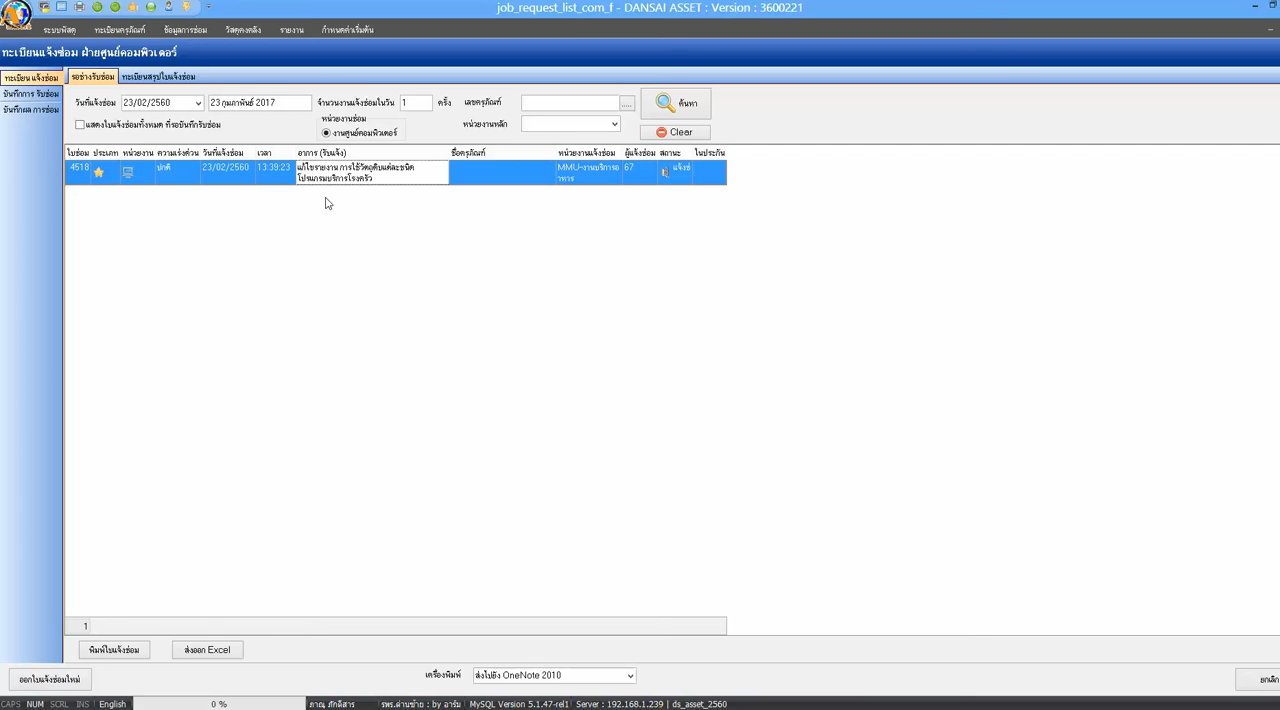 job_request_list_com_f - DANSAI ASSET : Version : 3600221
ระบบพัสดุ ทะเบียนครุภัณฑ์ ข้อมูลการซ่อม วัสดุคงคลัง รายงาน กำหนดค่าเริ่มต้น
ทะเบียนแจ้งซ่อม ฝ่ายศูนย์คอมพิวเตอร์
ทะเบียน แจ้งซ่อม รอช่างรับซ่อม ทะเบียนสรุปใบแจ้งซ่อม
บันทึกการ รับซ่อม
บันทึกผล การซ่อม
วันที่แจ้งซ่อม 23/02/2560 23 กุมภาพันธ์ 2017 จำนวนงานแจ้งซ่อมในวัน 1 ครั้ง เลขครุภัณฑ์ ..... ค้นหา
หน่วยงานซ่อม
แสดงใบแจ้งซ่อมทั้งหมด ที่รอบันทึกรับซ่อม งานศูนย์คอมพิวเตอร์ หน่วยงานหลัก Clear
ใบซ่อม ประเภท หน่วยงาน ความเร่งด่วน วันที่แจ้งซ่อม เวลา อาการ (รับแจ้ง) ชื่อครุภัณฑ์ หน่วยงานแจ้งซ่อม ผู้แจ้งซ่อม สถานะ ในประกัน
4518 ปกติ 23/02/2560 13:39:23 แก้ไขรายงาน การใช้วัตถุดิบแต่ละชนิด MMU-งานบริการอ 67 แจ้งซ่
โปรแกรมบริการโรงครัว าหาร
1
พิมพ์ใบแจ้งซ่อม ส่งออก Excel
ออกใบแจ้งซ่อมใหม่ เครื่องพิมพ์ ส่งไปยัง OneNote 2010 ยกเลิก
CAPS NUM SCRL INS English 0 % ภาณุ ภักดีสาร รพ.ด่านซ้าย : by อาร์ม MySQL Version 5.1.47-rel1 Server : 192.168.1.239 ds_asset_2560